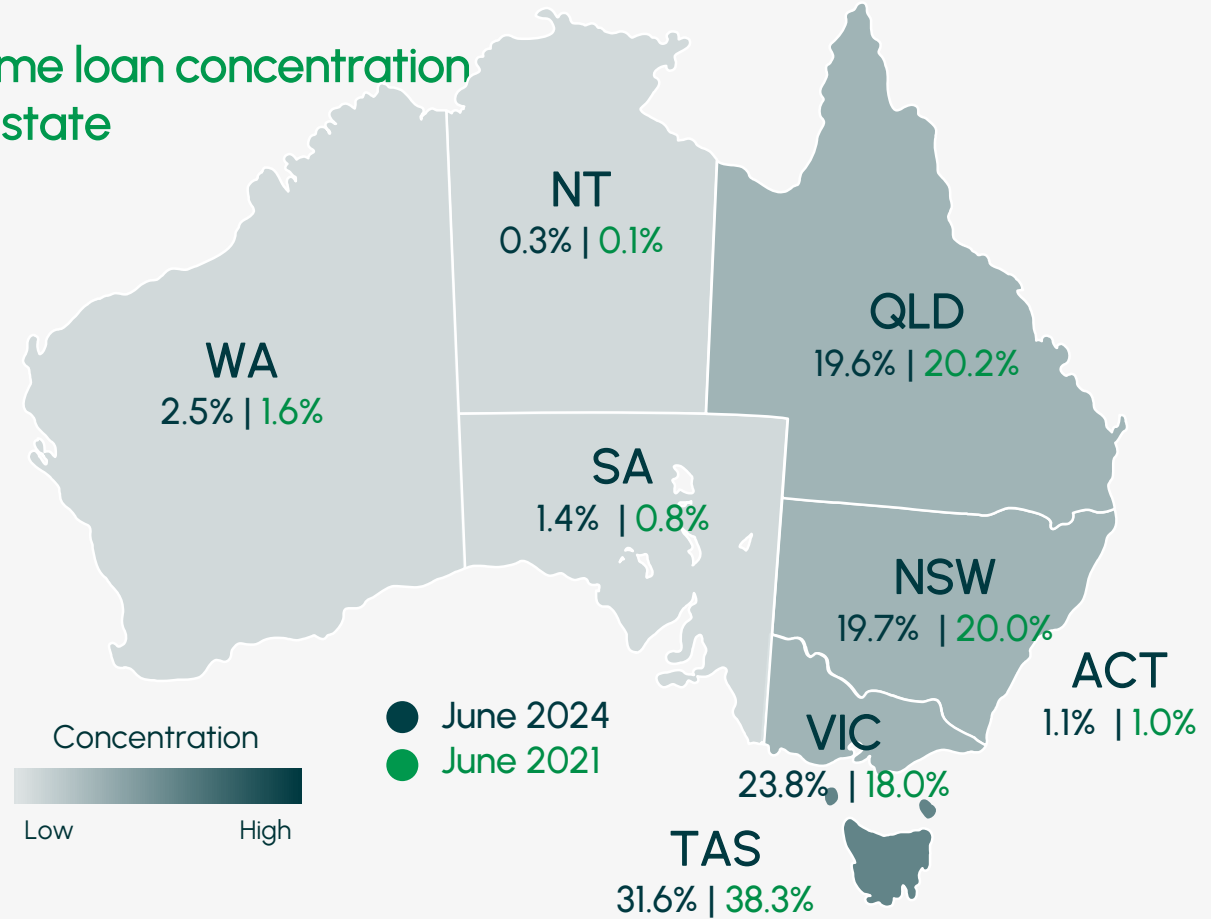 me loan concentration
state
NT
0.3% | 0.1%
QLD
19.6% | 20.2%
WA
2.5% | 1.6%
SA
1.4% | 0.8%
NSW
19.7% | 20.0%
ACT
1.1% | 1.0%
VIC
23.8% | 18.0%
TAS
31.6% | 38.3%
June 2024
June 2021
Concentration
Low High